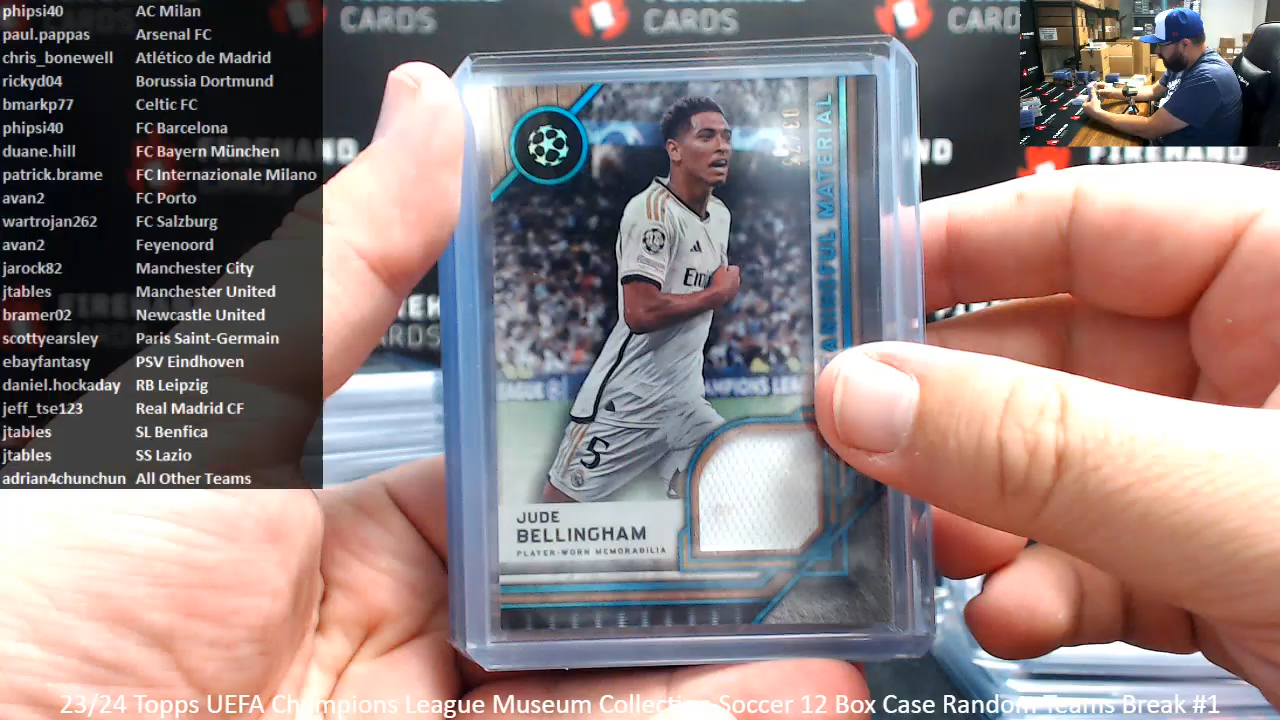 phipsi40 AC Milan
paul.pappas Arsenal FC
chris_bonewell Atlético de Madrid
rickyd04 Borussia Dortmund
bmarkp77 Celtic FC
phipsi40 FC Barcelona
duane.hill FC Bayern München
patrick.brame FC Internazionale Milano
avan2 FC Porto
wartrojan262 FC Salzburg
avan2 Feyenoord
jarock82 Manchester City
jtables Manchester United
bramer02 Newcastle United
scottyearsley Paris Saint-Germain
ebayfantasy PSV Eindhoven
daniel.hockaday RB Leipzig
jeff_tse123 Real Madrid CF
jtables SL Benfica
jtables SS Lazio
adrian4chunchun All Other Teams
CARDS
CARDS
MATERIAL
5
JUDE
BELLINGHAM
PLAYER-WORN MEMORABILIA
23/24 Topps UEFA Champions League Museum Collection Soccer 12 Box Case Random Teams Break #1